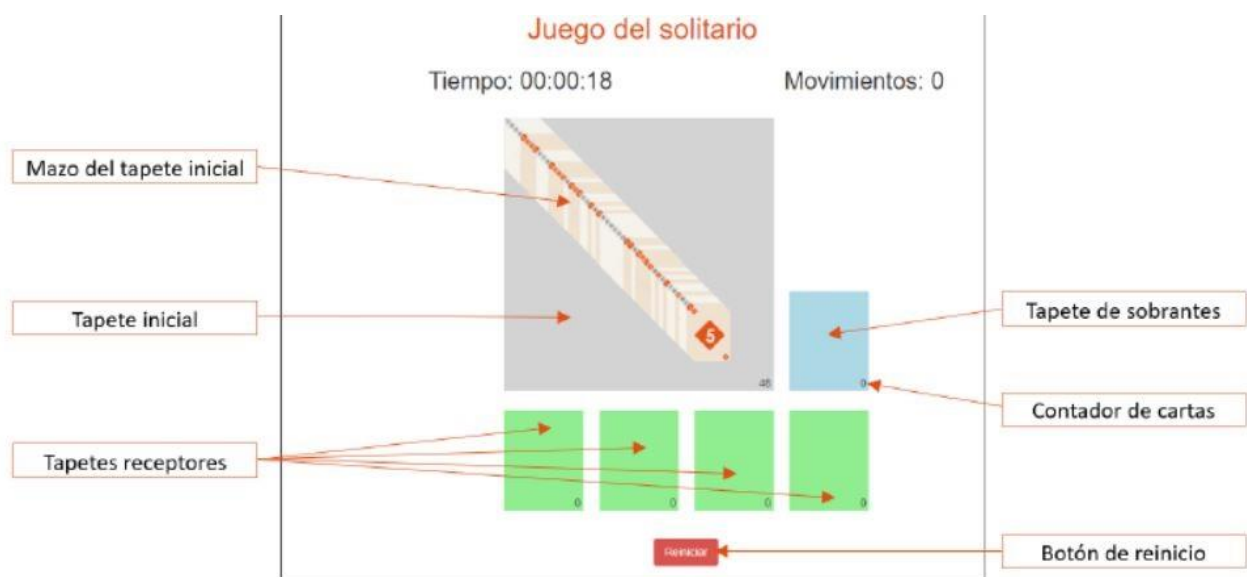 Juego del solitario
Tiempo: 00:00:18
Movimientos: 0
Mazo del tapete inicial
Tapete inicial
5
Tapete de sobrantes
0
Contador de cartas
Tapetes receptores
0
0
0
0
Reiniciar
Botón de reinicio